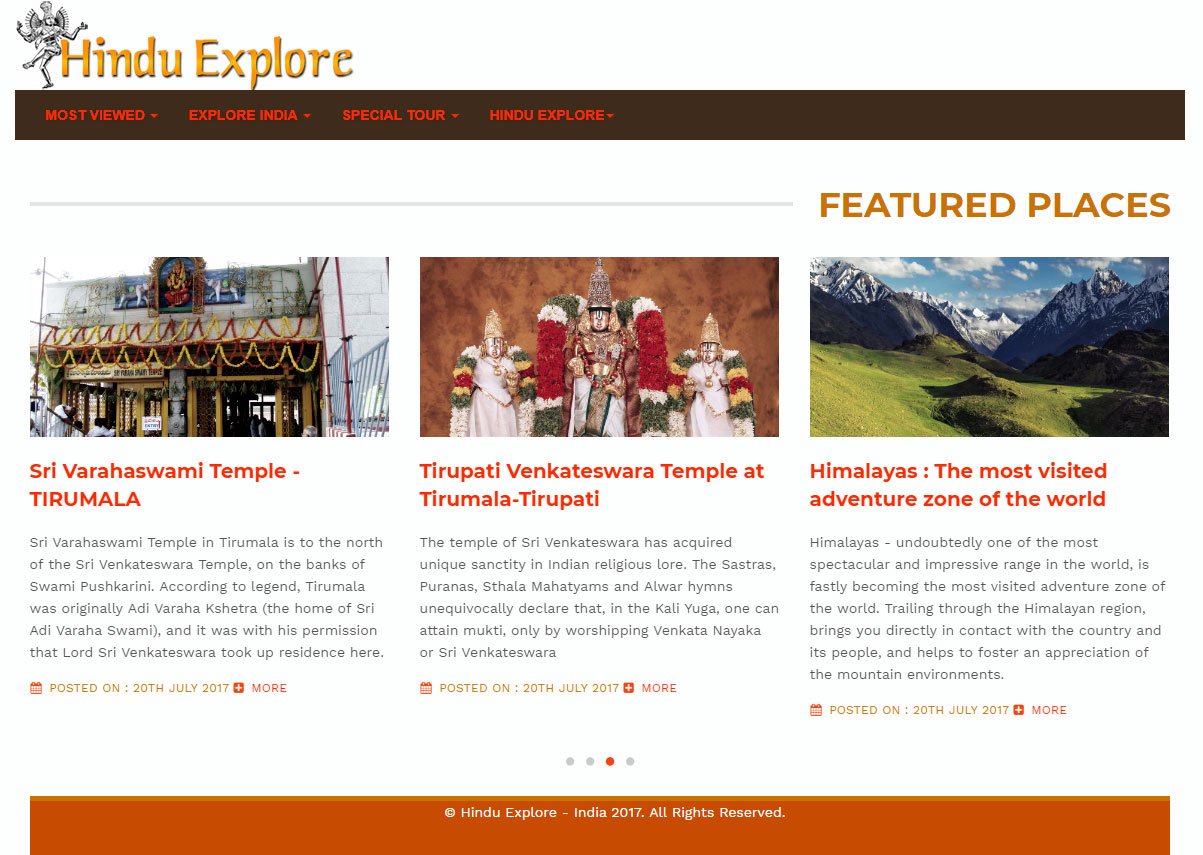 Hindu Explore
MOST VIEWED
EXPLORE INDIA
SPECIAL TOUR
HINDU EXPLORE
FEATURED PLACES
SRI VARAHA SWAMI TEMPLE
ENTRY
Sri Varahaswami Temple -
TIRUMALA
Sri Varahaswami Temple in Tirumala is to the north
of the Sri Venkateswara Temple, on the banks of
Swami Pushkarini. According to legend, Tirumala
was originally Adi Varaha Kshetra (the home of Sri
Adi Varaha Swami), and it was with his permission
that Lord Sri Venkateswara took up residence here.
POSTED ON : 20TH JULY 2017 MORE
Tirupati Venkateswara Temple at
Tirumala-Tirupati
The temple of Sri Venkateswara has acquired
unique sanctity in Indian religious lore. The Sastras,
Puranas, Sthala Mahatyams and Alwar hymns
unequivocally declare that, in the Kali Yuga, one can
attain mukti, only by worshipping Venkata Nayaka
or Sri Venkateswara
POSTED ON : 20TH JULY 2017 MORE
Himalayas : The most visited
adventure zone of the world
Himalayas - undoubtedly one of the most
spectacular and impressive range in the world, is
fastly becoming the most visited adventure zone of
the world. Trailing through the Himalayan region,
brings you directly in contact with the country and
its people, and helps to foster an appreciation of
the mountain environments.
POSTED ON : 20TH JULY 2017 MORE
© Hindu Explore - India 2017. All Rights Reserved.